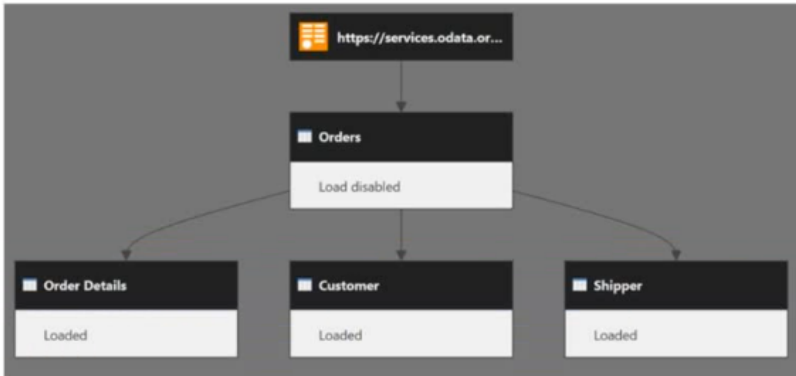 https://services.odata.or...
Orders
Load disabled
Order Details
Loaded
Customer
Loaded
Shipper
Loaded